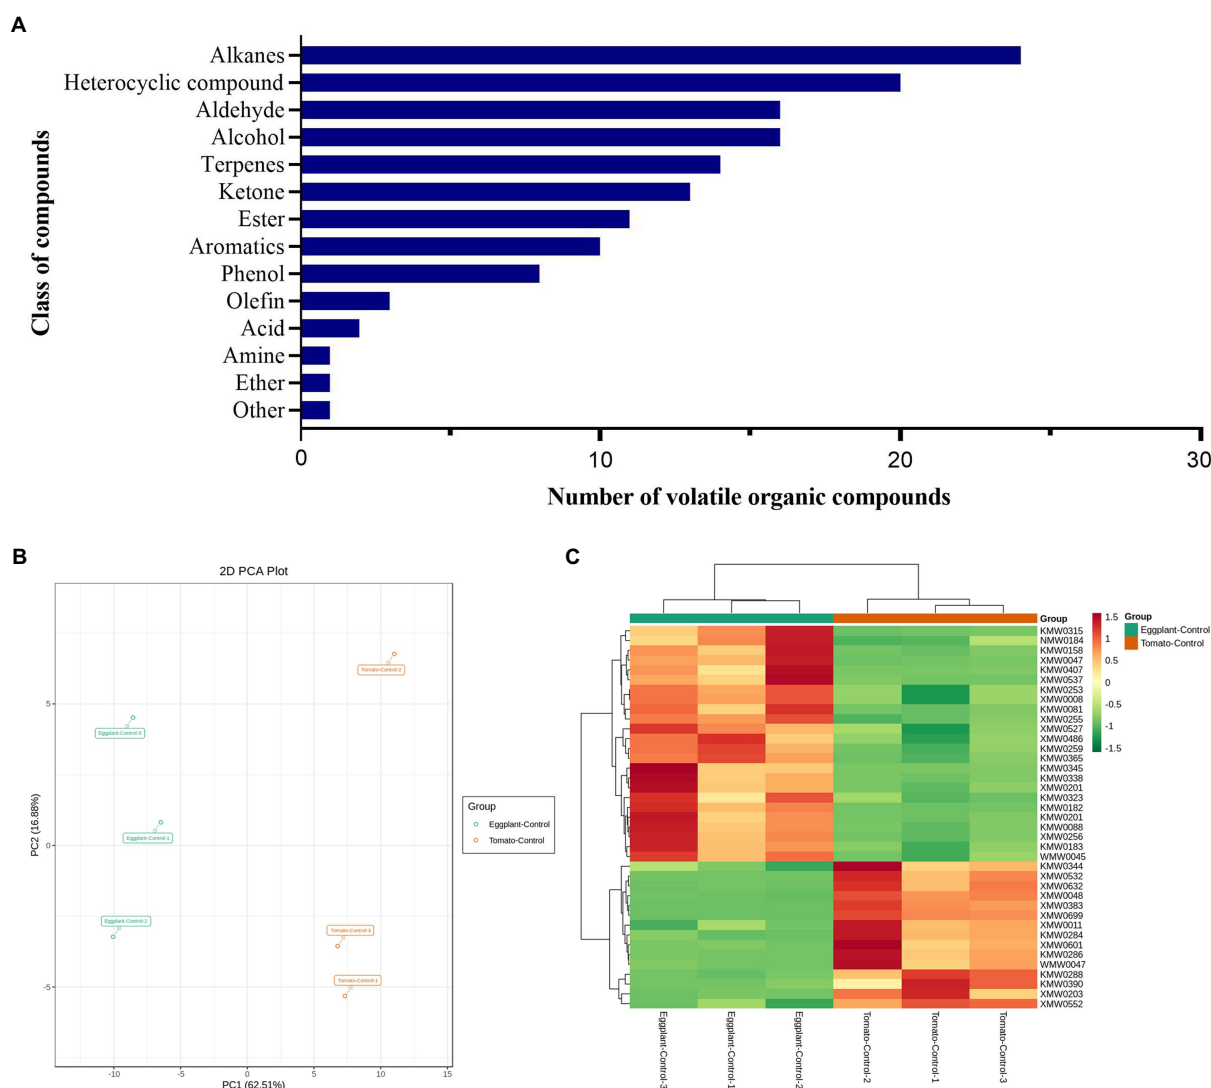 A
Class of compounds
Alkanes
Heterocyclic compound
Aldehyde
Alcohol
Terpenes
Ketone
Ester
Aromatics
Phenol
Olefin
Acid
Amine
Ether
Other
0 10 20 30
Number of volatile organic compounds
B
2D PCA Plot
PC2 (16.88%)
5
0
-5
Tomato-Control-2
Eggplant-Control-3
Eggplant-Control-1
Eggplant-Control-2
Tomato-Control-3
Tomato-Control-1
-10 -5 0 5 10 15
PC1 (62.51%)
Group
Eggplant-Control
Tomato-Control
C
Group
KMW0315
NMW0184
KMW0158
XMW0047
KMW0407
XMW0537
KMW0253
XMW0008
KMW0081
XMW0255
XMW0527
XMW0486
KMW0259
KMW0365
KMW0345
KMW0338
XMW0201
KMW0323
KMW0182
XMW0201
KMW0088
XMW0256
KMW0183
WMW0045
KMW0344
XMW0532
XMW0632
XMW0048
XMW0383
XMW0699
XMW0011
KMW0284
XMW0601
KMW0286
WMW0047
KMW0288
KMW0390
XMW0203
XMW0552
Eggplant-Control-3
Eggplant-Control-1
Eggplant-Control-2
Tomato-Control-2
Tomato-Control-1
Tomato-Control-3
1.5
1
0.5
0
-0.5
-1
-1.5
Group
Eggplant-Control
Tomato-Control